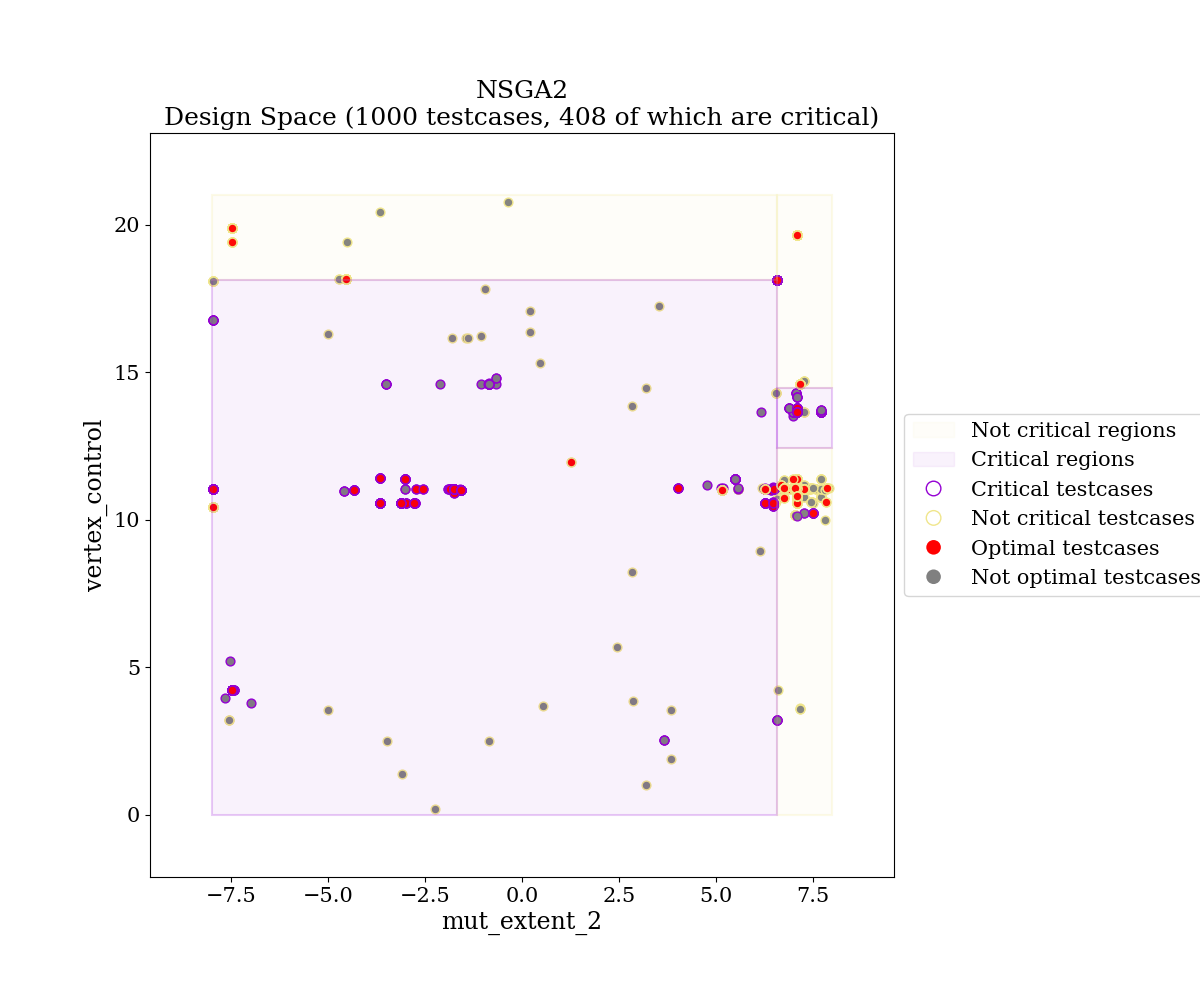 NSGA2
Design Space (1000 testcases, 408 of which are critical)
20
15
10
5
0
vertex_control
−7.5
−5.0
−2.5
0.0
2.5
5.0
7.5
mut_extent_2
Not critical regions
Critical regions
Critical testcases
Not critical testcases
Optimal testcases
Not optimal testcases